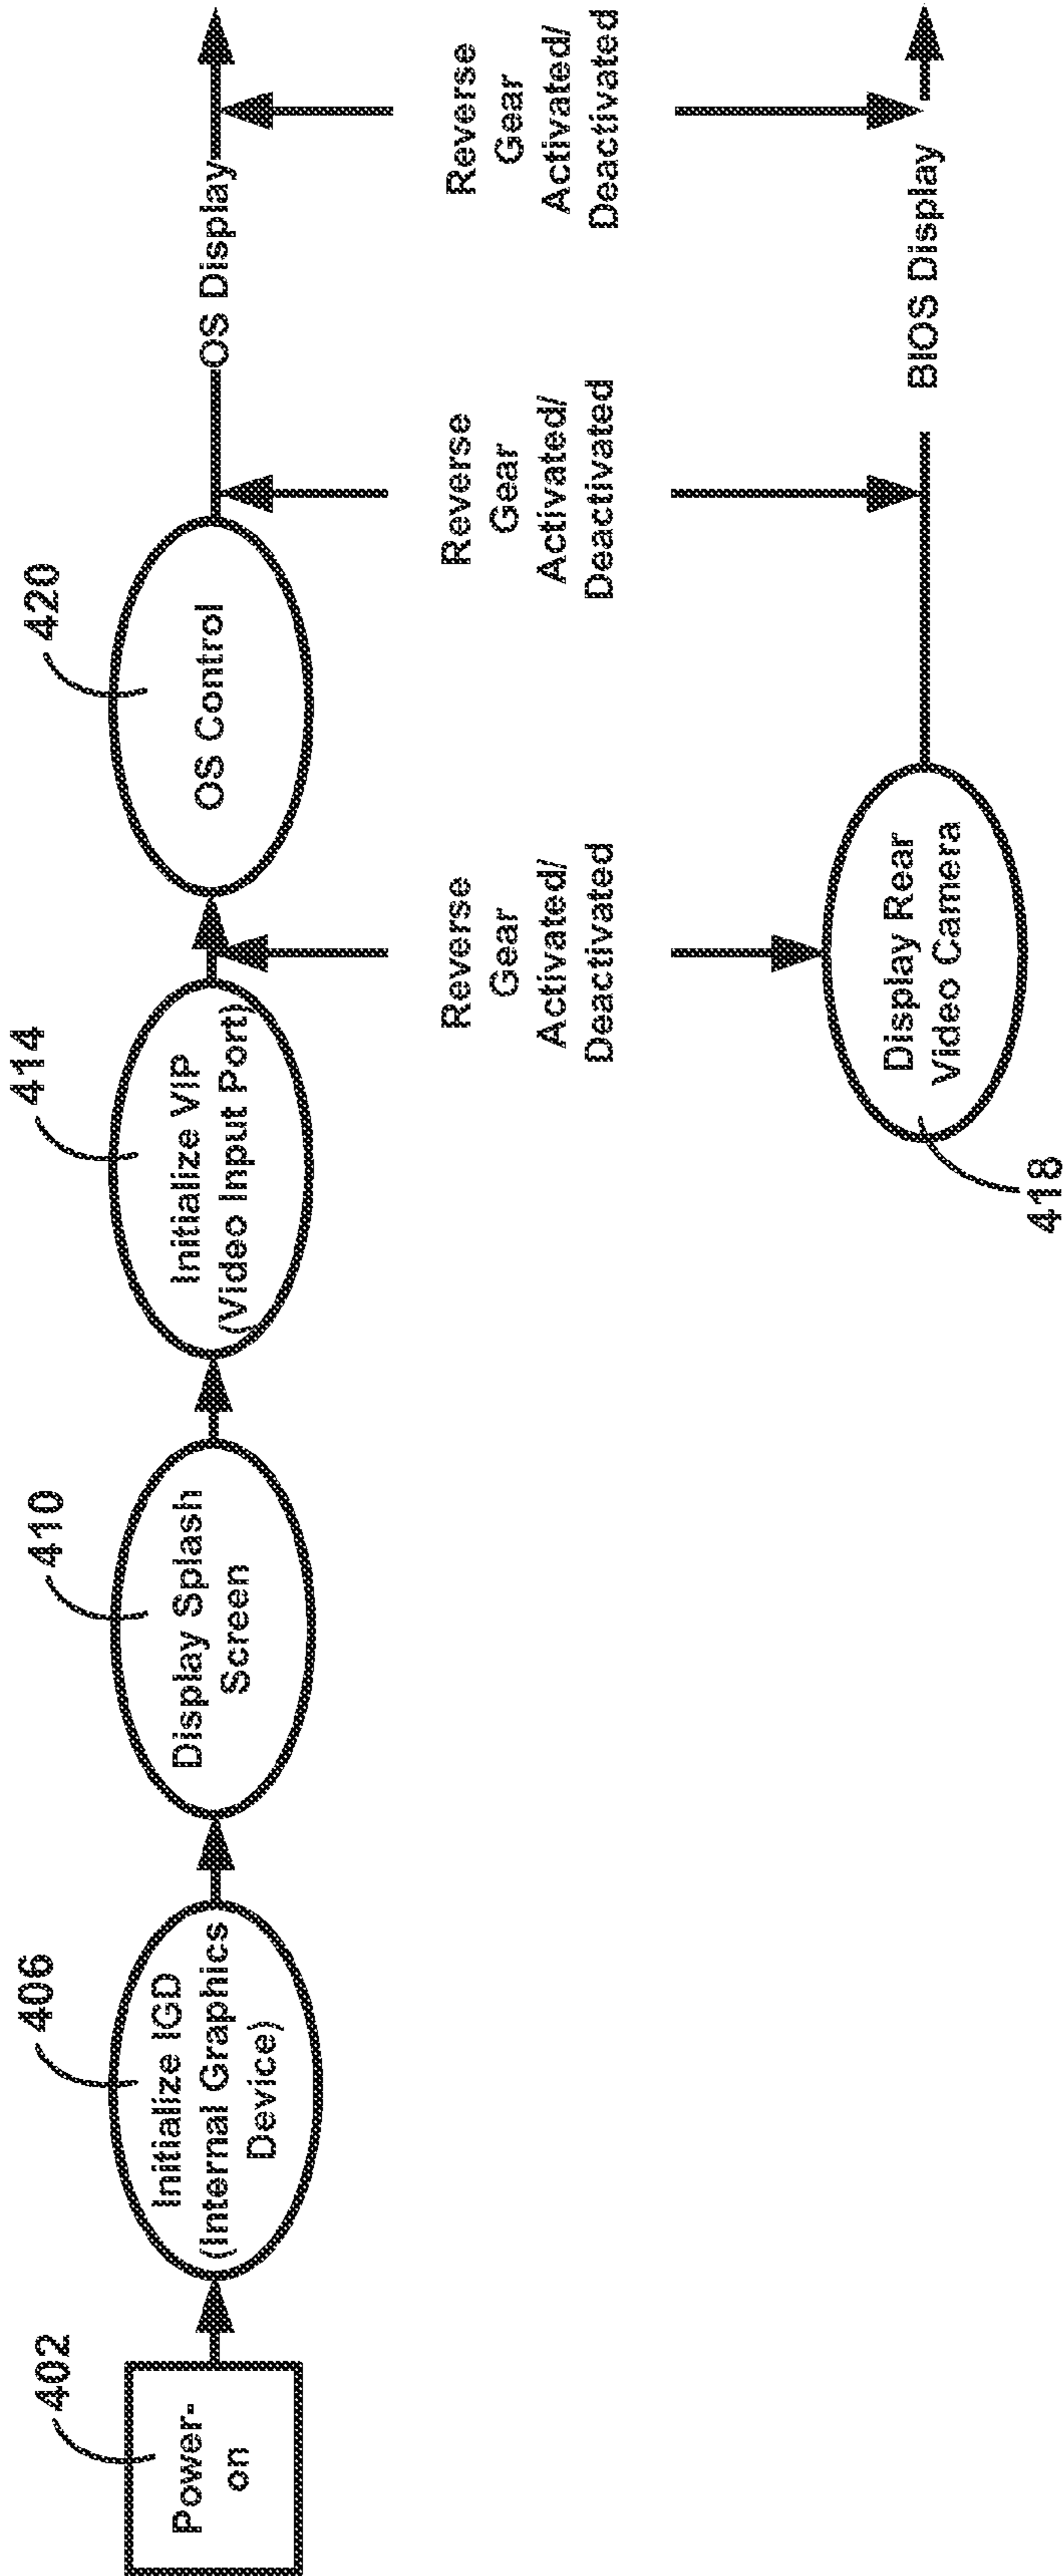 402
Power-
on
406
Initialize IGD
(Internal Graphics
Device)
410
Display Splash
Screen
414
Initialize VIP
(Video Input Port)
420
OS Control
OS Display
Reverse
Gear
Activated/
Deactivated
Reverse
Gear
Activated/
Deactivated
Reverse
Gear
Activated/
Deactivated
418
Display Rear
Video Camera
BIOS Display